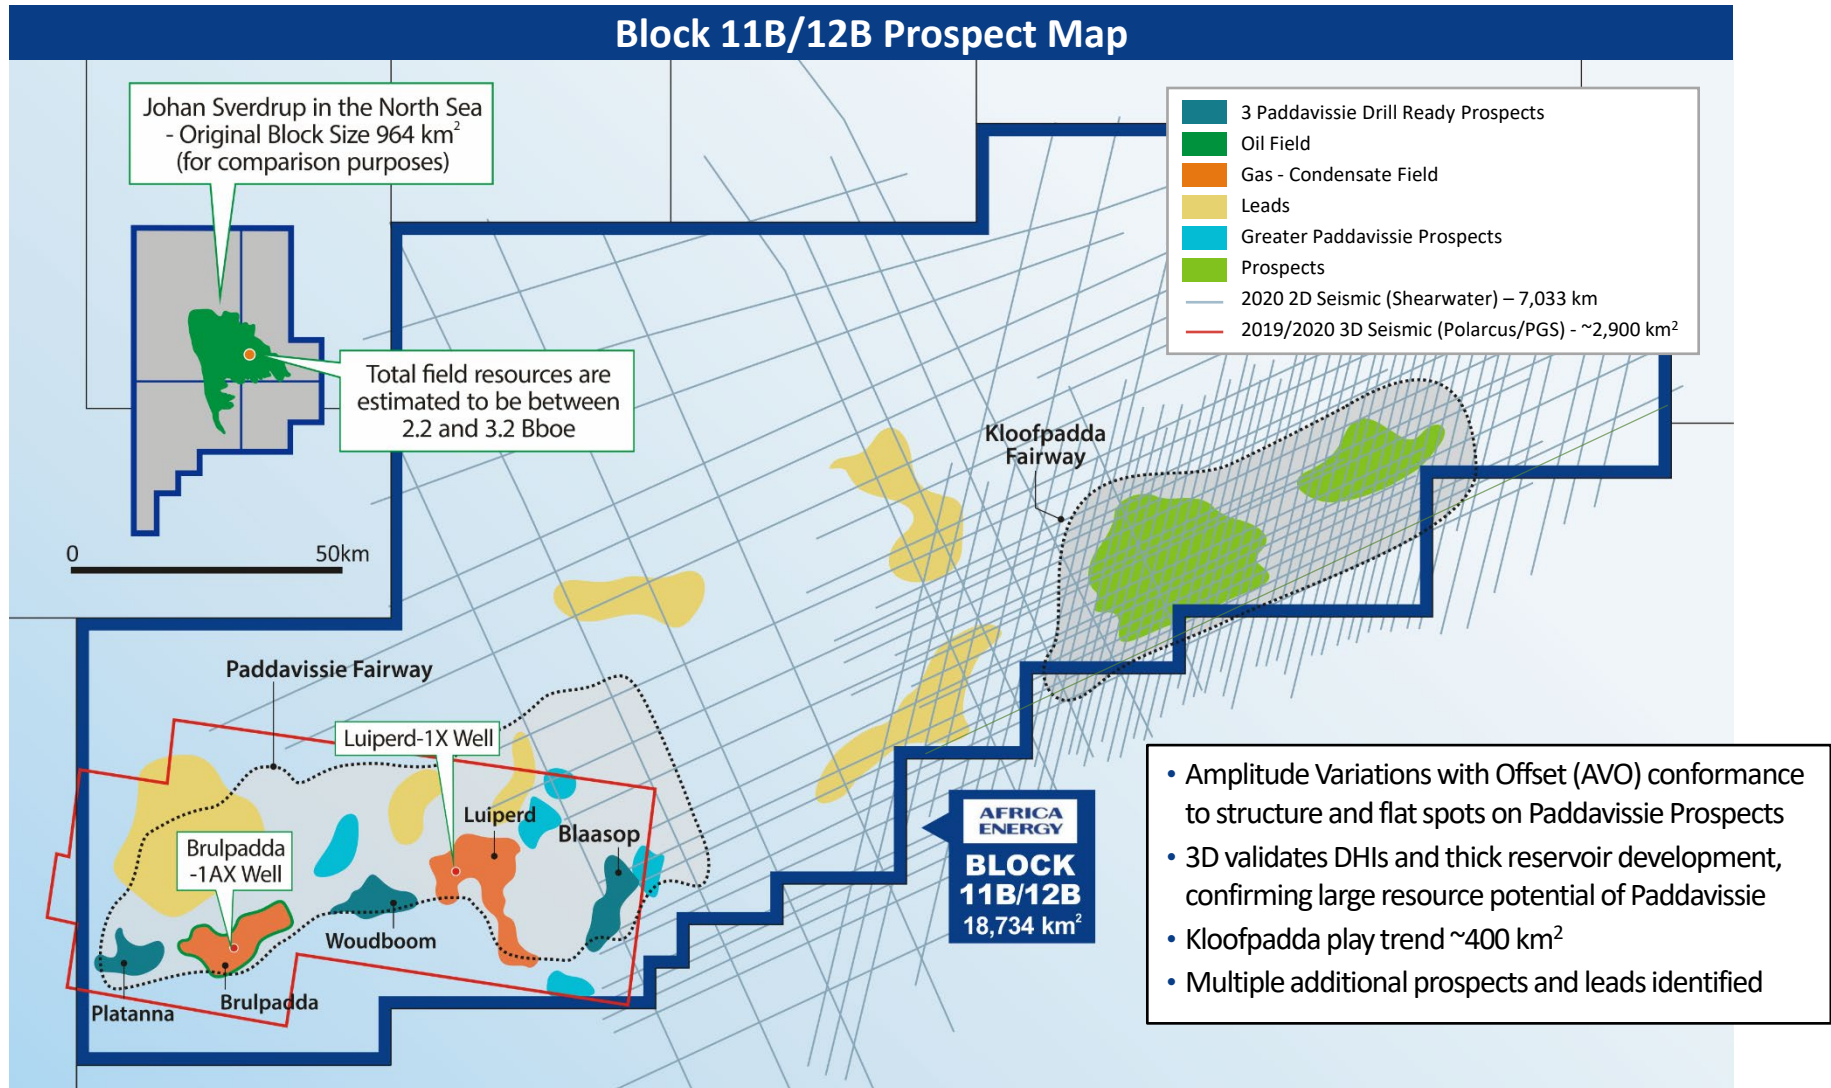 Block 11B/12B Prospect Map
Johan Sverdrup in the North Sea
- Original Block Size 964 km²
(for comparison purposes)
3 Paddavissie Drill Ready Prospects
Oil Field
Gas - Condensate Field
Leads
Greater Paddavissie Prospects
Prospects
2020 2D Seismic (Shearwater) – 7,033 km
2019/2020 3D Seismic (Polarcus/PGS) - ~2,900 km²
Total field resources are
estimated to be between
2.2 and 3.2 Bboe
Kloofpadda
Fairway
0 50km
Paddavissie Fairway
Luiperd-1X Well
Luiperd
Blaasop
Brulpadda
-1AX Well
Woudboom
Platanna
Brulpadda
AFRICA
ENERGY
BLOCK
11B/12B
18,734 km²
• Amplitude Variations with Offset (AVO) conformance
to structure and flat spots on Paddavissie Prospects
• 3D validates DHIs and thick reservoir development,
confirming large resource potential of Paddavissie
• Kloofpadda play trend ~400 km²
• Multiple additional prospects and leads identified